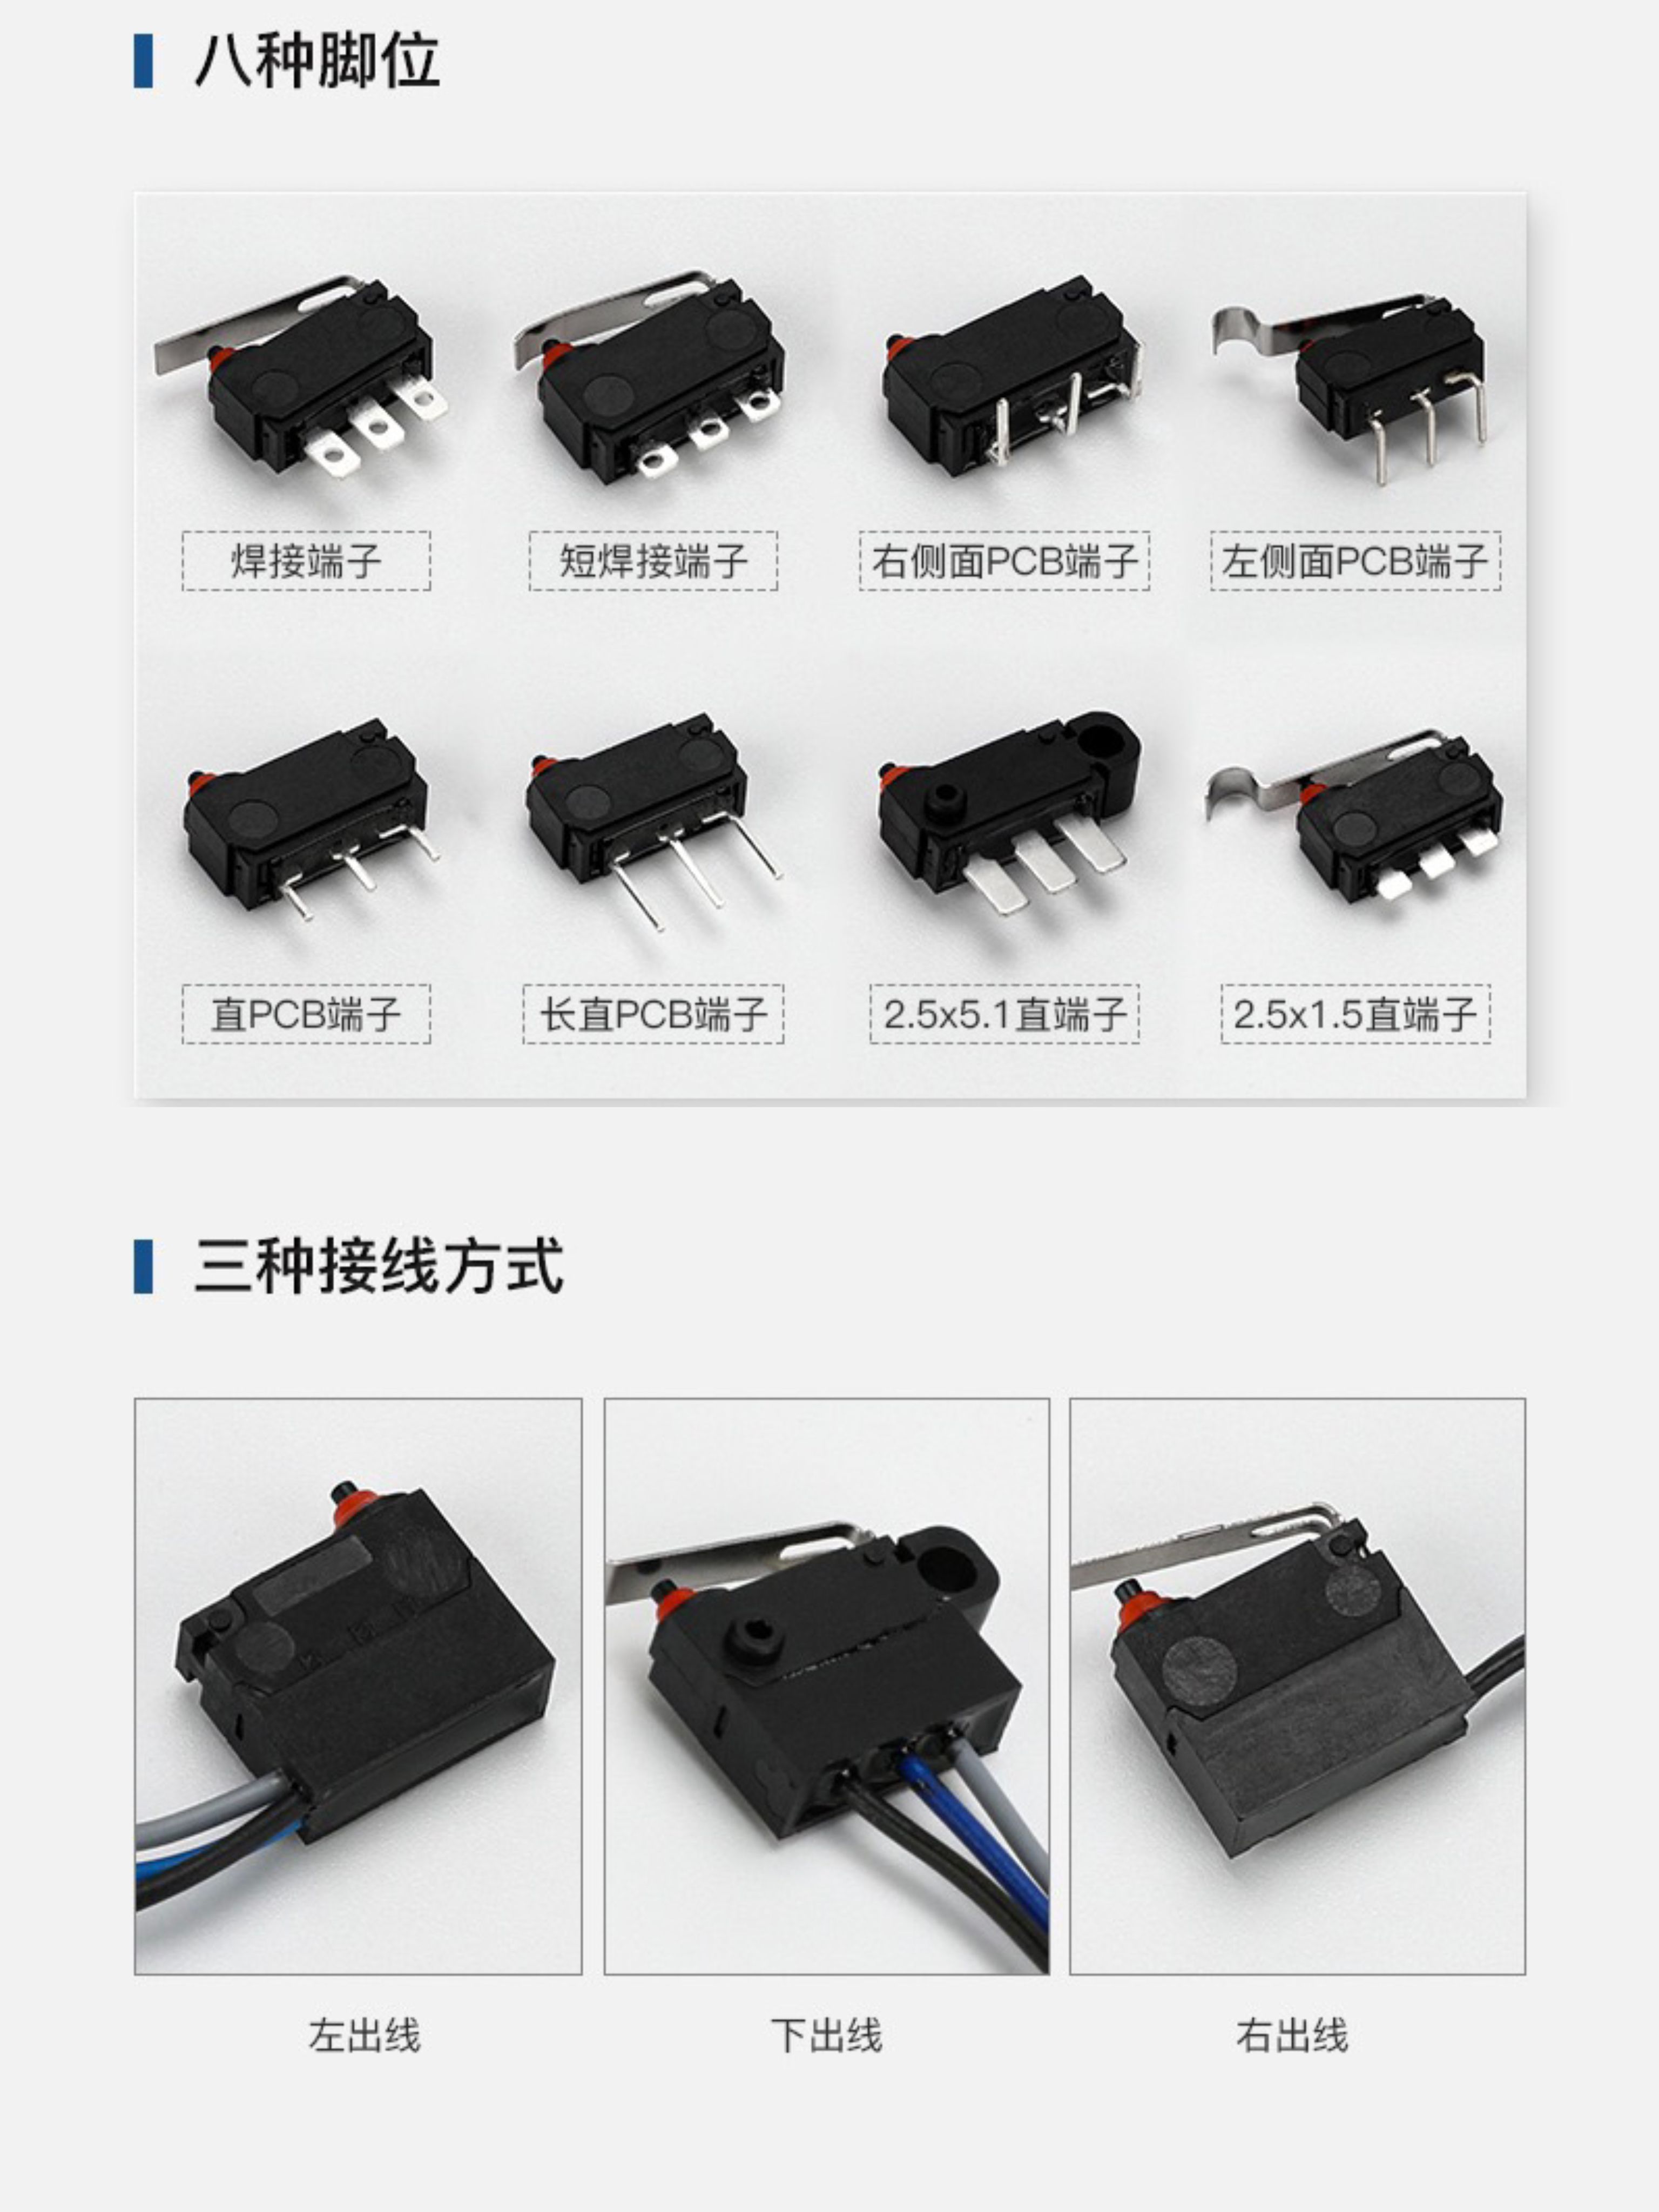 八种脚位
焊接端子
短焊接端子
右侧面PCB端子
左侧面PCB端子
直PCB端子
长直PCB端子
2.5x5.1直端子
2.5x1.5直端子
三种接线方式
左出线
下出线
右出线